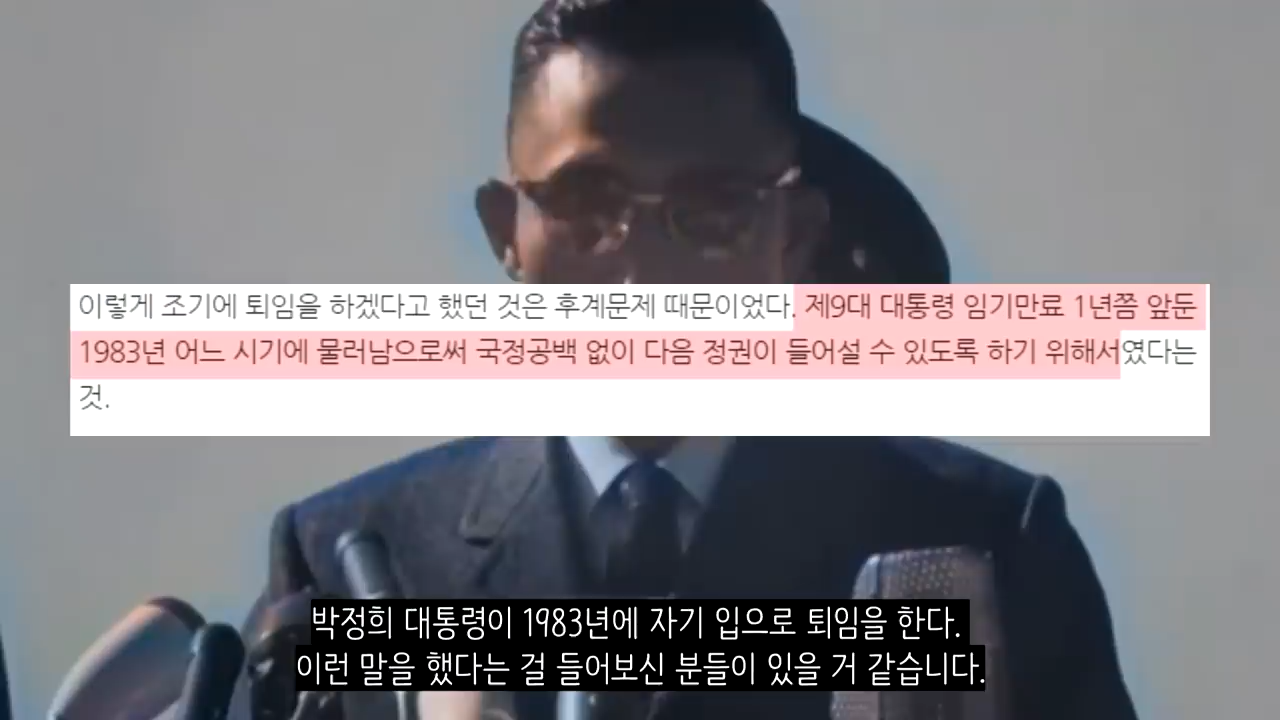 이렇게 조기에 퇴임을 하겠다고 했던 것은 후계문제 때문이었다. 제9대 대통령 임기만료 1년쯤 앞둔
1983년 어느 시기에 물러남으로써 국정공백 없이 다음 정권이 들어설 수 있도록 하기 위해서였다는
것.
박정희 대통령이 1983년에 자기 입으로 퇴임을 한다.
이런 말을 했다는 걸 들어보신 분들이 있을 거 같습니다.